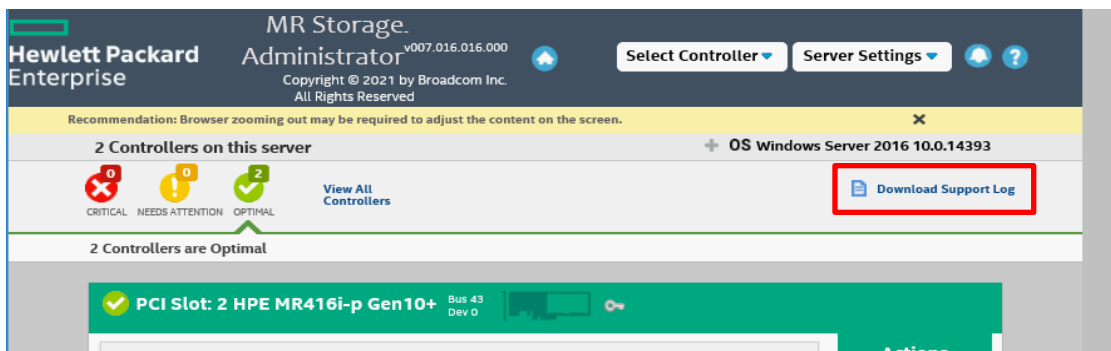 MR Storage.
Hewlett Packard
Enterprise
Administrator v007.016.016.000
Copyright © 2021 by Broadcom Inc.
All Rights Reserved
Select Controller
Server Settings
?
Recommendation: Browser zooming out may be required to adjust the content on the screen.
2 Controllers on this server
OS Windows Server 2016 10.0.14393
0
0
2
CRITICAL
NEEDS ATTENTION
OPTIMAL
View All
Controllers
Download Support Log
2 Controllers are Optimal
PCI Slot: 2 HPE MR416i-p Gen10+
Bus 43
Dev 0
Actions